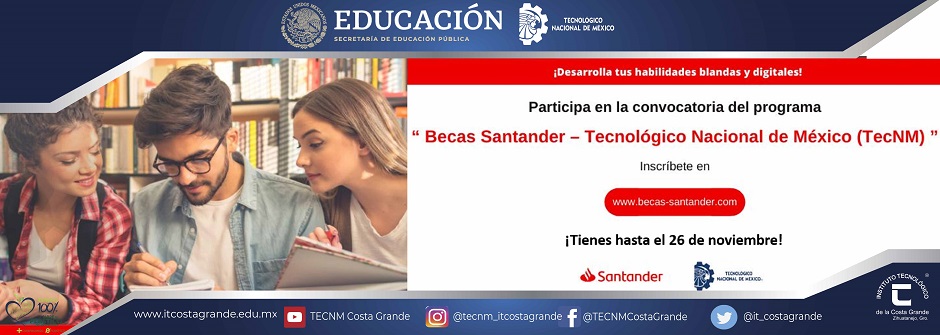 EDUCACIÓN
SECRETARÍA DE EDUCACIÓN PÚBLICA
TECNOLÓGICO
NACIONAL DE MÉXICO
¡Desarrolla tus habilidades blandas y digitales!
Participa en la convocatoria del programa
“ Becas Santander – Tecnológico Nacional de México (TecNM) ”
Inscríbete en
www.becas-santander.com
¡Tienes hasta el 26 de noviembre!
Santander
TECNOLÓGICO
NACIONAL DE MÉXICO
100%
www.itcostagrande.edu.mx
TECNM Costa Grande
@tecnm_itcostagrande
@TECNMCostaGrande
@it_costagrande
INSTITUTO TECNOLÓGICO
de la Costa Grande
Zihuatanejo, Gro.